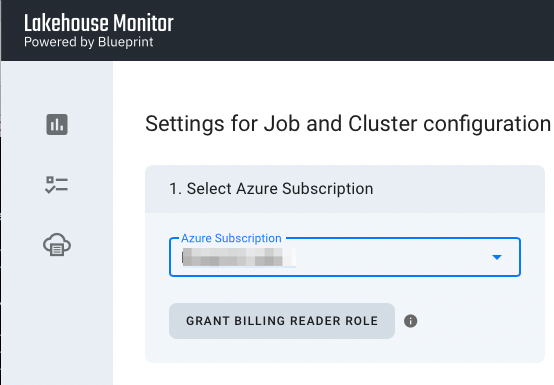 Lakehouse Monitor
Powered by Blueprint
Settings for Job and Cluster configuration
1. Select Azure Subscription
Azure Subscription
GRANT BILLING READER ROLE